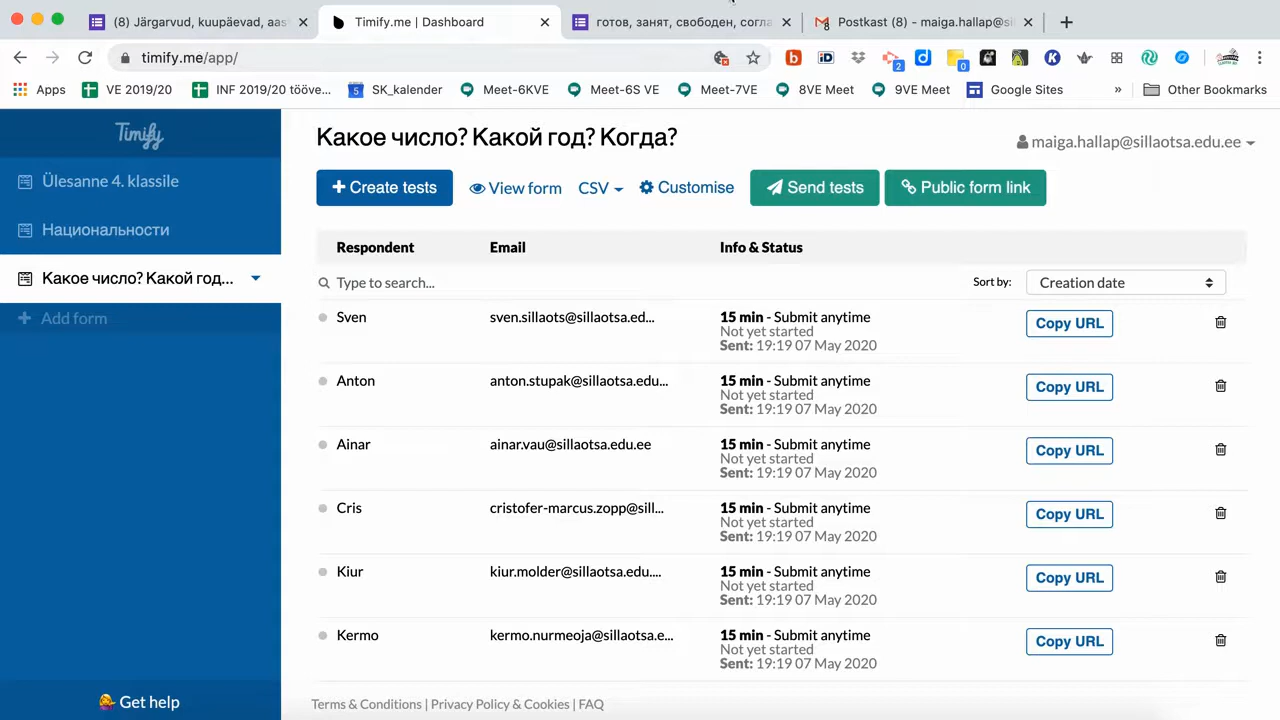 (8) Järgarvud, kuupäevad, aas
Timify.me | Dashboard
готов, занят, свободен, согла
Postkast (8) - maiga.hallap@sil
timify.me/app/
Apps
VE 2019/20
INF 2019/20 tööve...
SK_kalender
Meet-6KVE
Meet-6S VE
Meet-7VE
8VE Meet
9VE Meet
Google Sites
»
Other Bookmarks
Timify
Ülesanne 4. klassile
Национальности
Какое число? Какой год...
+ Add form
Get help
Какое число? Какой год? Когда?
maiga.hallap@sillaotsa.edu.ee
+ Create tests
View form
CSV
Customise
Send tests
Public form link
Respondent Email Info & Status
Type to search...
Sort by: Creation date
Sven sven.sillaots@sillaotsa.ed... 15 min - Submit anytime
Not yet started
Sent: 19:19 07 May 2020
Copy URL
Anton anton.stupak@sillaotsa.edu... 15 min - Submit anytime
Not yet started
Sent: 19:19 07 May 2020
Copy URL
Ainar ainar.vau@sillaotsa.edu.ee 15 min - Submit anytime
Not yet started
Sent: 19:19 07 May 2020
Copy URL
Cris cristofer-marcus.zopp@sill... 15 min - Submit anytime
Not yet started
Sent: 19:19 07 May 2020
Copy URL
Kiur kiur.molder@sillaotsa.edu.... 15 min - Submit anytime
Not yet started
Sent: 19:19 07 May 2020
Copy URL
Kermo kermo.nurmeoja@sillaotsa.e... 15 min - Submit anytime
Not yet started
Sent: 19:19 07 May 2020
Copy URL
Terms & Conditions | Privacy Policy & Cookies | FAQ